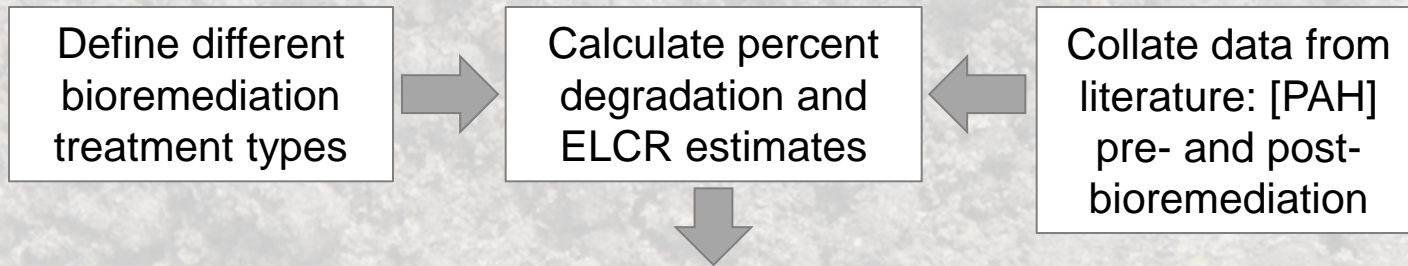 Define different
bioremediation
treatment types
Calculate percent
degradation and
ELCR estimates
Collate data from
literature: [PAH]
pre- and post-
bioremediation